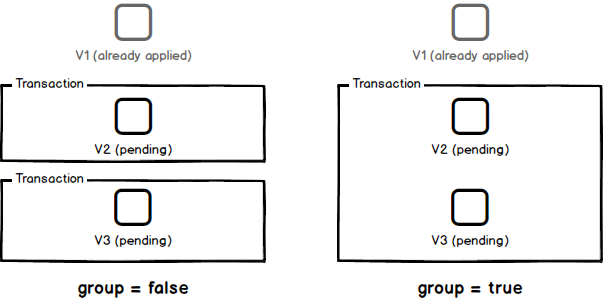 V1 (already applied)
Transaction
V2 (pending)
Transaction
V3 (pending)
group = false
V1 (already applied)
Transaction
V2 (pending)
V3 (pending)
group = true